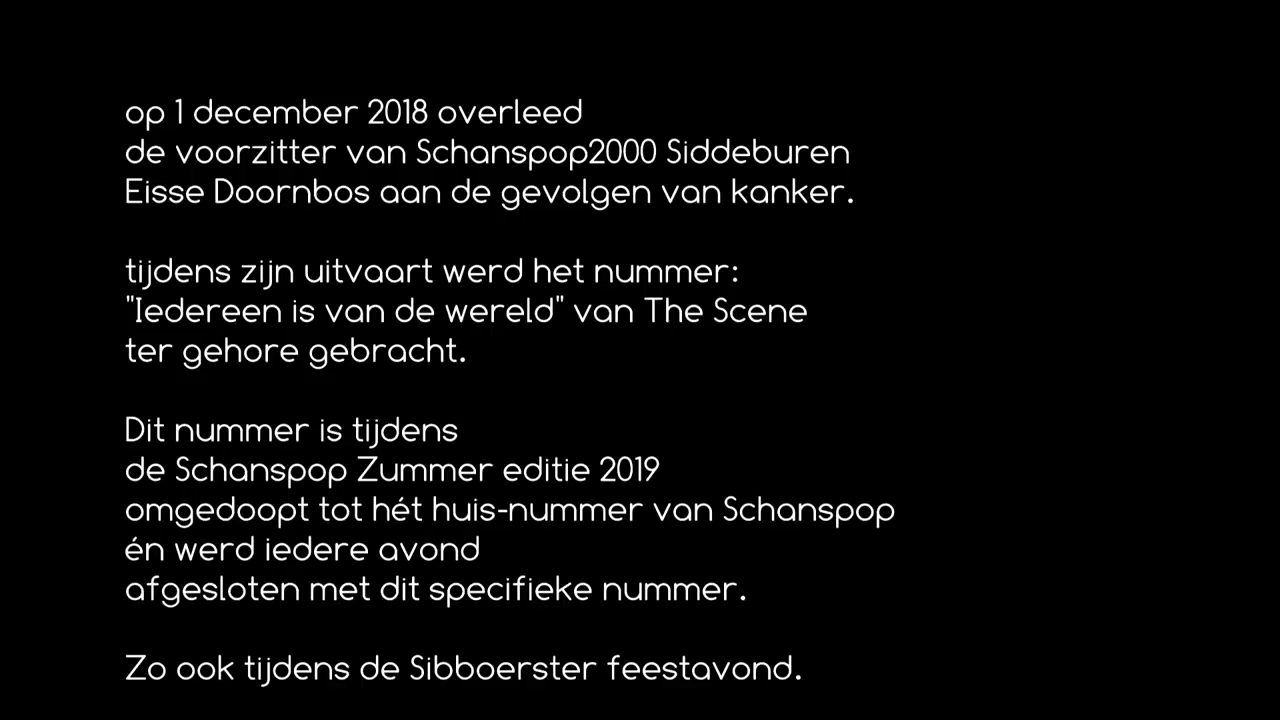 op 1 december 2018 overleed
de voorzitter van Schanspop2000 Siddeburen
Eisse Doornbos aan de gevolgen van kanker.
tijdens zijn uitvaart werd het nummer:
"Iedereen is van de wereld" van The Scene
ter gehore gebracht.
Dit nummer is tijdens
de Schanspop Zummer editie 2019
omgedoopt tot hét huis-nummer van Schanspop
én werd iedere avond
afgesloten met dit specifieke nummer.
Zo ook tijdens de Sibboerster feestavond.